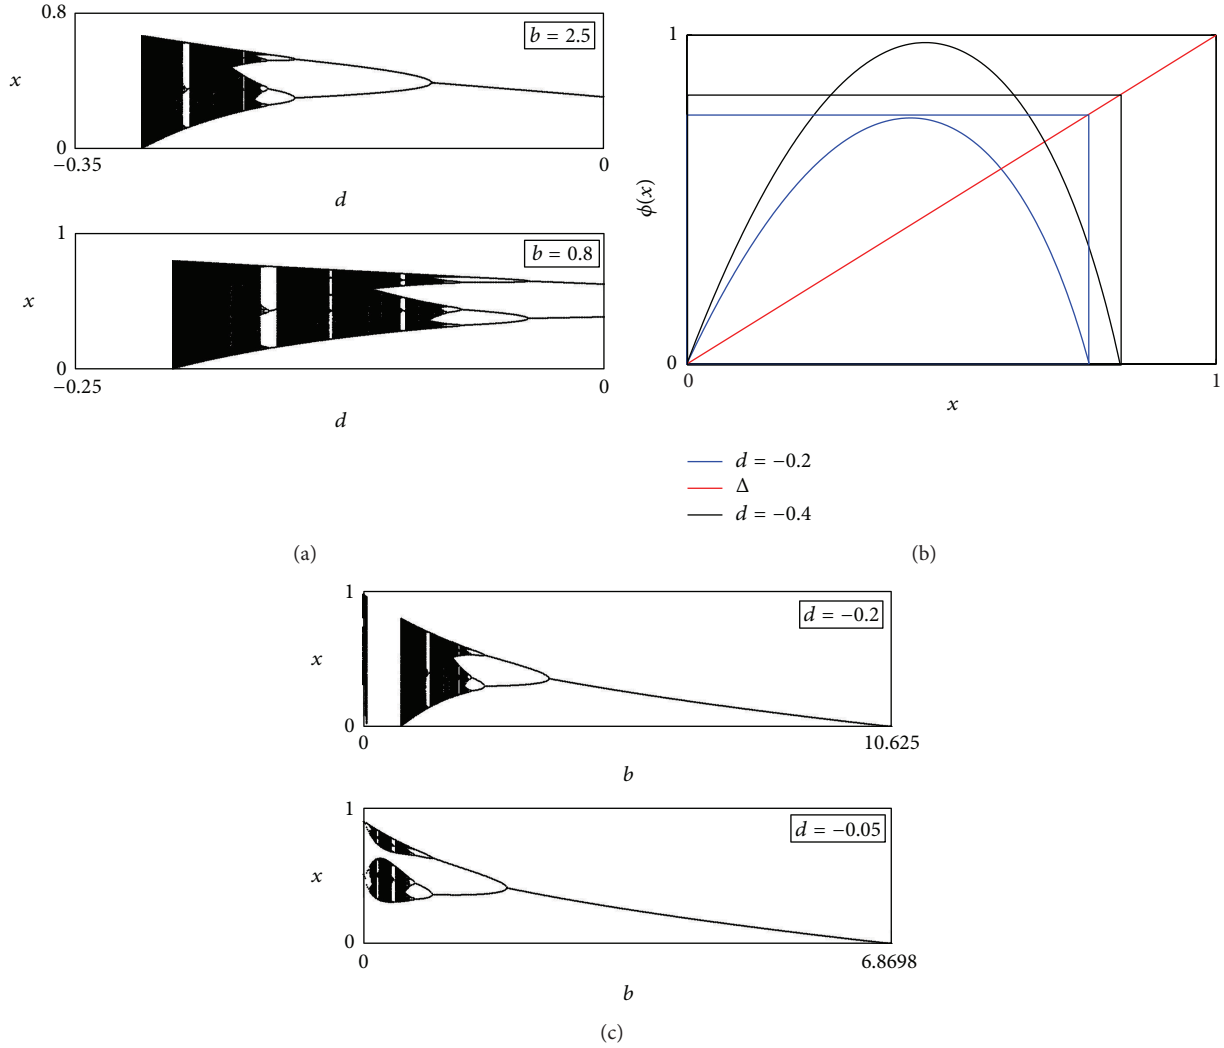 0.8
b = 2.5
x
0
−0.35
0
d
1
b = 0.8
x
0
−0.25
0
d
(a)
1
ϕ(x)
0
0
1
x
d = −0.2
Δ
d = −0.4
(b)
1
d = −0.2
x
0
0
10.625
b
1
d = −0.05
x
0
0
6.8698
b
(c)